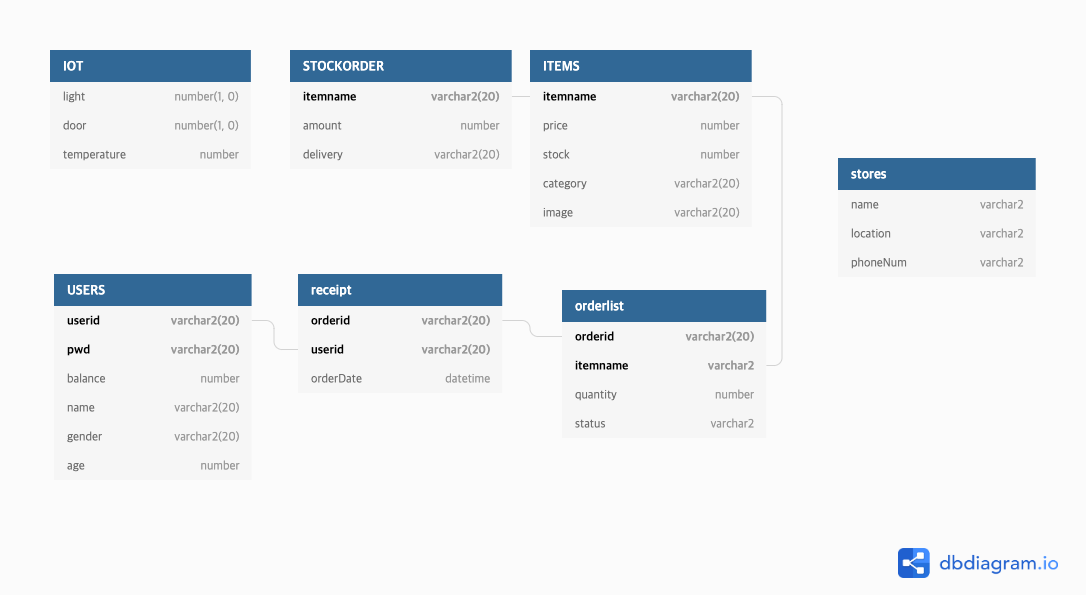 IOT
light number(1, 0)
door number(1, 0)
temperature number
STOCKORDER
itemname varchar2(20)
amount number
delivery varchar2(20)
ITEMS
itemname varchar2(20)
price number
stock number
category varchar2(20)
image varchar2(20)
stores
name varchar2
location varchar2
phoneNum varchar2
USERS
userid varchar2(20)
pwd varchar2(20)
balance number
name varchar2(20)
gender varchar2(20)
age number
receipt
orderid varchar2(20)
userid varchar2(20)
orderDate datetime
orderlist
orderid varchar2(20)
itemname varchar2
quantity number
status varchar2
dbdiagram.io